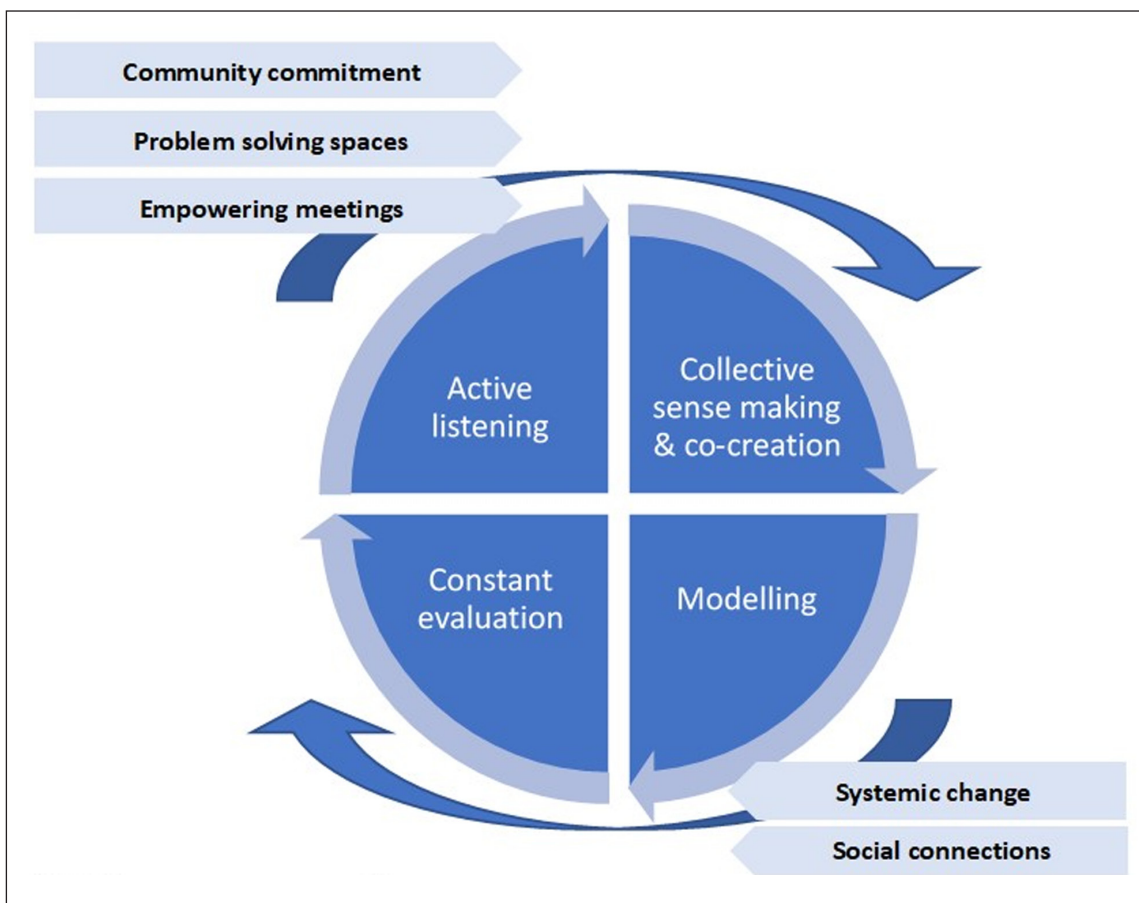 Community commitment
Problem solving spaces
Empowering meetings
Active
listening
Collective
sense making
& co-creation
Constant
evaluation
Modelling
Systemic change
Social connections